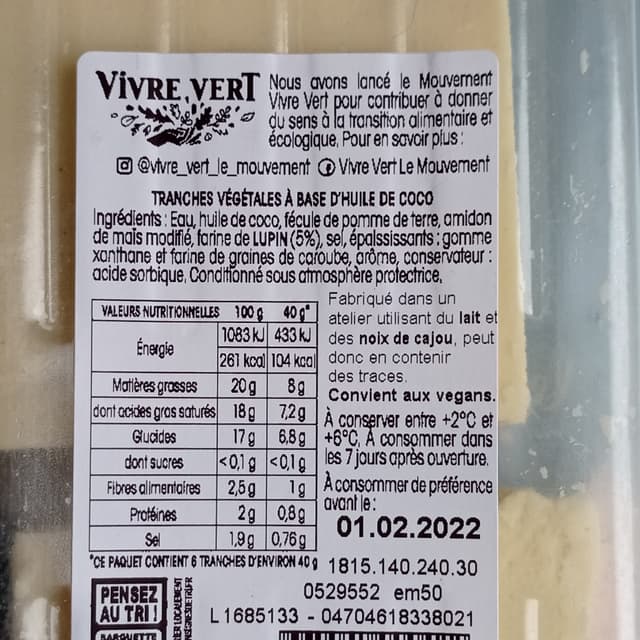 VIVRE VERT
Nous avons lancé le Mouvement
Vivre Vert pour contribuer à donner
du sens à la transition alimentaire et
écologique, Pour en savoir plus :
@vivre_vert_le_mouvement Vivre Vert Le Mouvement
TRANCHES VÉGÉTALES À BASE D'HUILE DE COCO
Ingrédients : Eau, huile de coco, fécule de pomme de terre, amidon
de maïs modifié, farine de LUPIN (5%), sel, épaississants : gomme
xanthane et farine de graines de caroube, arôme, conservateur :
acide sorbique, Conditionné sous atmosphère protectrice,
VALEURS NUTRITIONNELLES 100 g 40 g*
Énergie 1083 kJ 433 kJ
261 kcal 104 kcal
Matières grasses 20 g 8 g
dont acides gras saturés 18 g 7,2 g
Glucides 17 g 6,8 g
dont sucres <0,1 g <0,1 g
Fibres alimentaires 2,5 g 1 g
Protéines 2 g 0,8 g
Sel 1,9 g 0,76 g
*CE PAQUET CONTIENT 6 TRANCHES D'ENVIRON 40 g
Fabriqué dans un
atelier utilisant du lait et
des noix de cajou, peut
donc en contenir
des traces.
Convient aux vegans.
À conserver entre +2°C et
+6°C, À consommer dans
les 7 jours après ouverture.
À consommer de préférence
avant le :
01.02.2022
1815.140.240.30
0529552 em50
L1685133 - 04704618338021
PENSEZ
AU TRI !
BARQUETTE